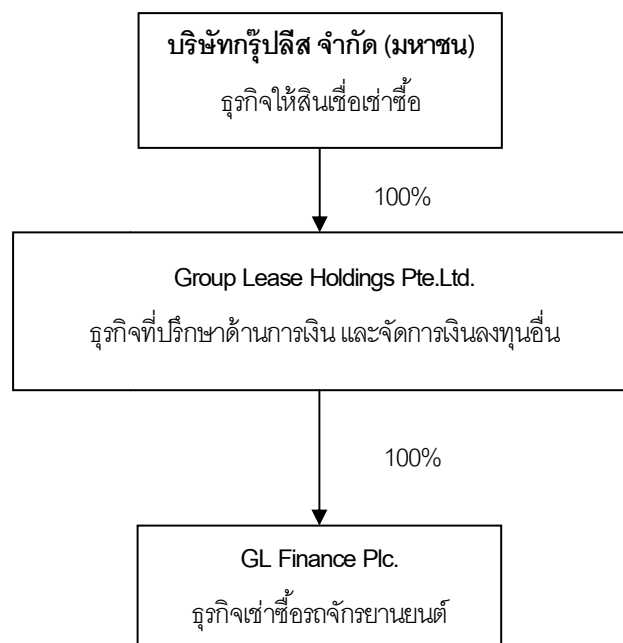 บริษัทกรุ๊ปลีส จำกัด (มหาชน)
ธุรกิจให้สินเชื่อเช่าซื้อ
100%
Group Lease Holdings Pte.Ltd.
ธุรกิจที่ปรึกษาด้านการเงิน และจัดการเงินลงทุนอื่น
100%
GL Finance Plc.
ธุรกิจเช่าซื้อรถจักรยานยนต์